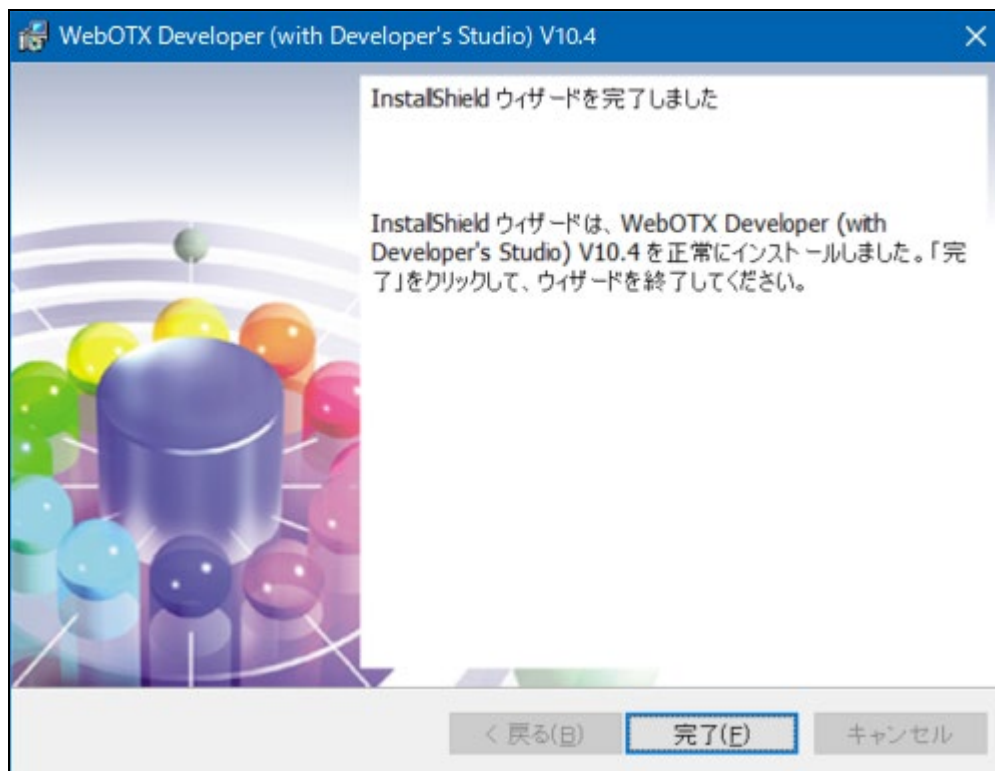 WebOTX Developer (with Developer's Studio) V10.4
InstallShield ウィザードを完了しました
InstallShield ウィザードは、WebOTX Developer (with
Developer's Studio) V10.4 を正常にインストールしました。「完
了」をクリックして、ウィザードを終了してください。
< 戻る(B) 完了(F) キャンセル